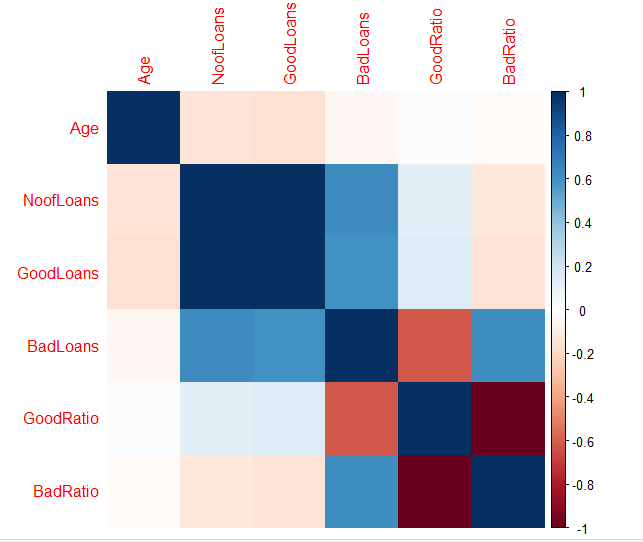 Age NoofLoans GoodLoans BadLoans GoodRatio BadRatio
Age
NoofLoans
GoodLoans
BadLoans
GoodRatio
BadRatio
1
0.8
0.6
0.4
0.2
0
-0.2
-0.4
-0.6
-0.8
-1